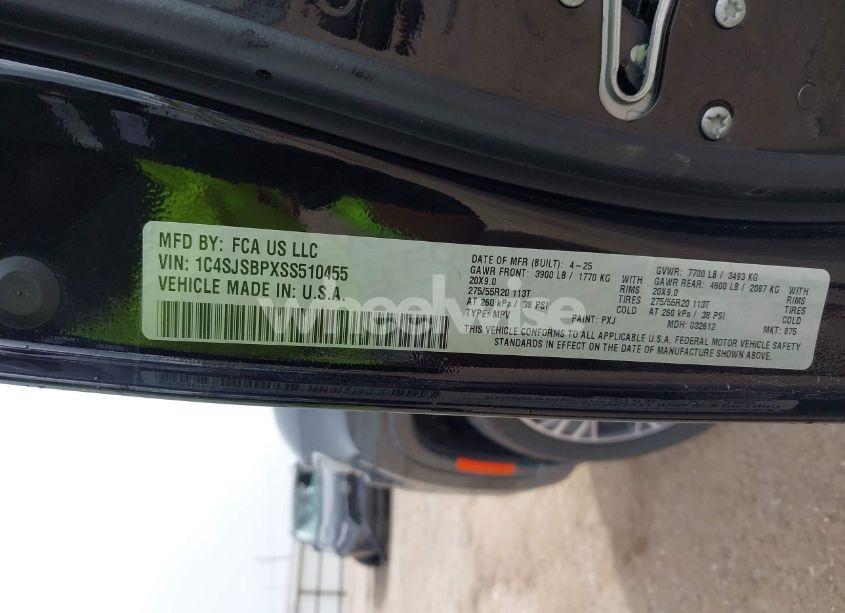 MFD BY: FCA US LLC
VIN: 1C4SJSBPXSS510455
VEHICLE MADE IN: U.S.A.
DATE OF MFR (BUILT): 4-25
GVWR: 7700 LB / 3493 KG
GAWR FRONT: 3900 LB / 1770 KG WITH GAWR REAR: 4600 LB / 2087 KG WITH
20X9.0 RIMS 20X9.0 RIMS
275/55R20 113T TIRES 275/55R20 113T TIRES
AT 260 kPa / 38 PSI COLD AT 260 kPa / 38 PSI COLD
TYPE: MPV PAINT: PXJ MDH: 032612 MKT: 875
THIS VEHICLE CONFORMS TO ALL APPLICABLE U.S.A. FEDERAL MOTOR VEHICLE SAFETY
STANDARDS IN EFFECT ON THE DATE OF MANUFACTURE SHOWN ABOVE.
wheelwise